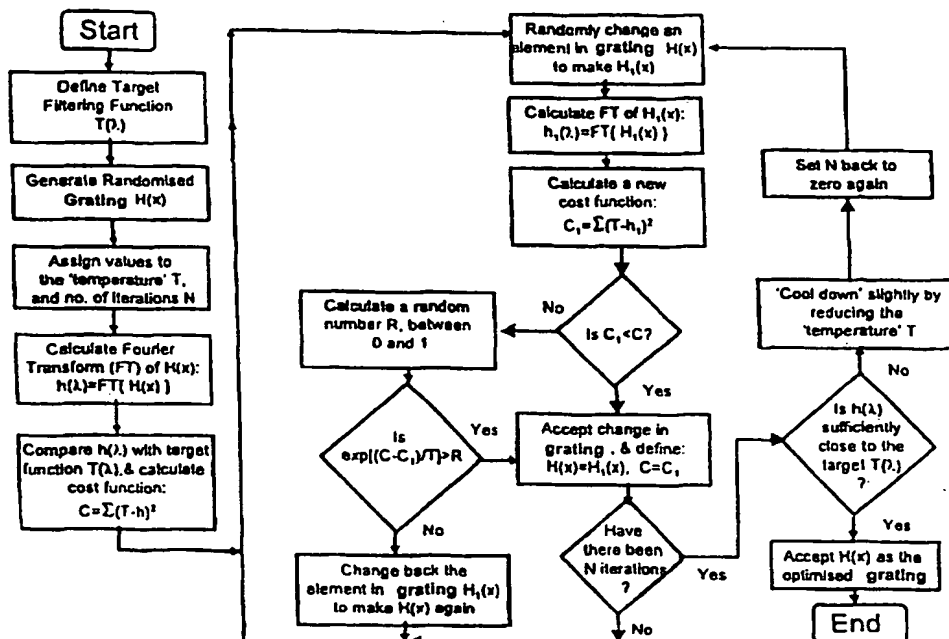 Start
Define Target
Filtering Function
T(λ)
Generate Randomised
Grating H(x)
Assign values to
the 'temperature' T,
and no. of iterations N
Calculate Fourier
Transform (FT) of H(x):
h(λ)=FT{ H(x) }
Compare h(λ) with target
function T(λ),& calculate
cost function:
C=∑(T-h)²
Randomly change an
element in grating H(x)
to make H₁(x)
Calculate FT of H₁(x):
h₁(λ)=FT{ H₁(x) }
Calculate a new
cost function:
C₁=∑(T-h₁)²
Is C₁<C?
No
Yes
Calculate a random
number R, between
0 and 1
Is
exp[(C-C₁)/T]>R
Yes
No
Change back the
element in grating H₁(x)
to make H(x) again
Accept change in
grating , & define:
H(x)=H₁(x), C=C₁
Have
there been
N iterations
?
Yes
No
Set N back to
zero again
'Cool down' slightly by
reducing the
'temperature' T
No
Is h(λ)
sufficiently
close to the
target T(λ)
?
Yes
Accept H(x) as the
optimised grating
End